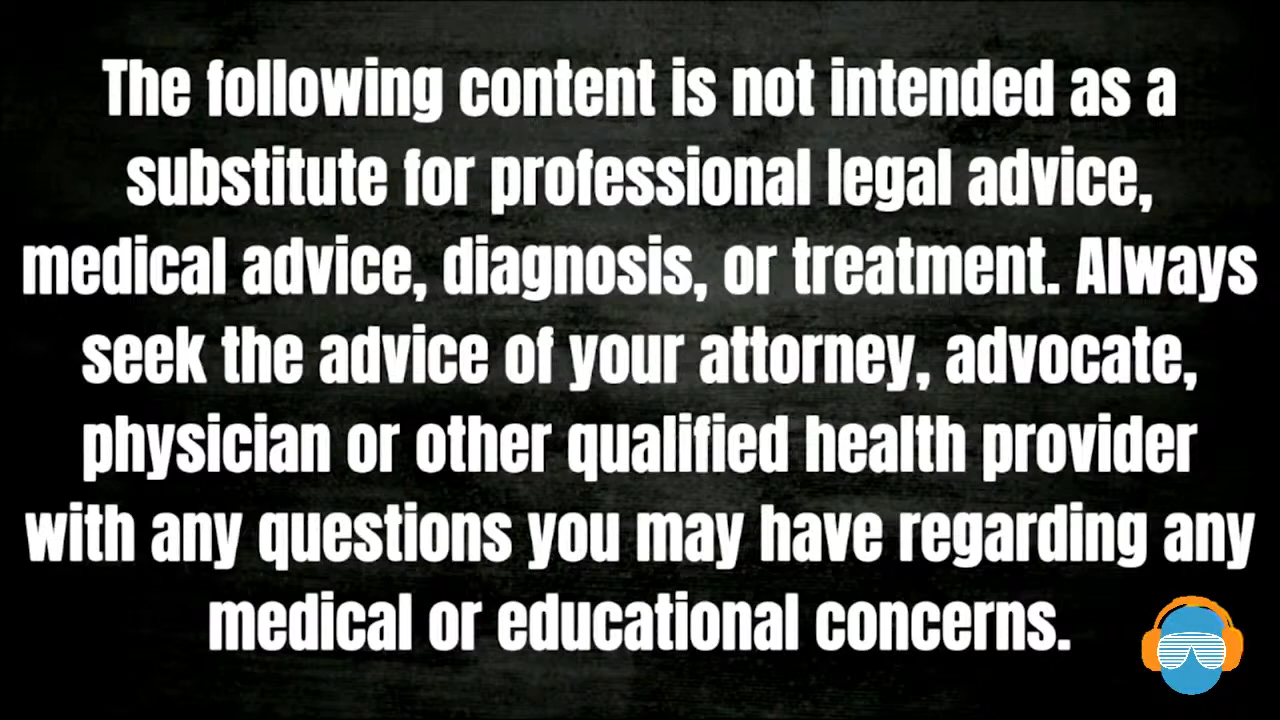 The following content is not intended as a
substitute for professional legal advice,
medical advice, diagnosis, or treatment. Always
seek the advice of your attorney, advocate,
physician or other qualified health provider
with any questions you may have regarding any
medical or educational concerns.